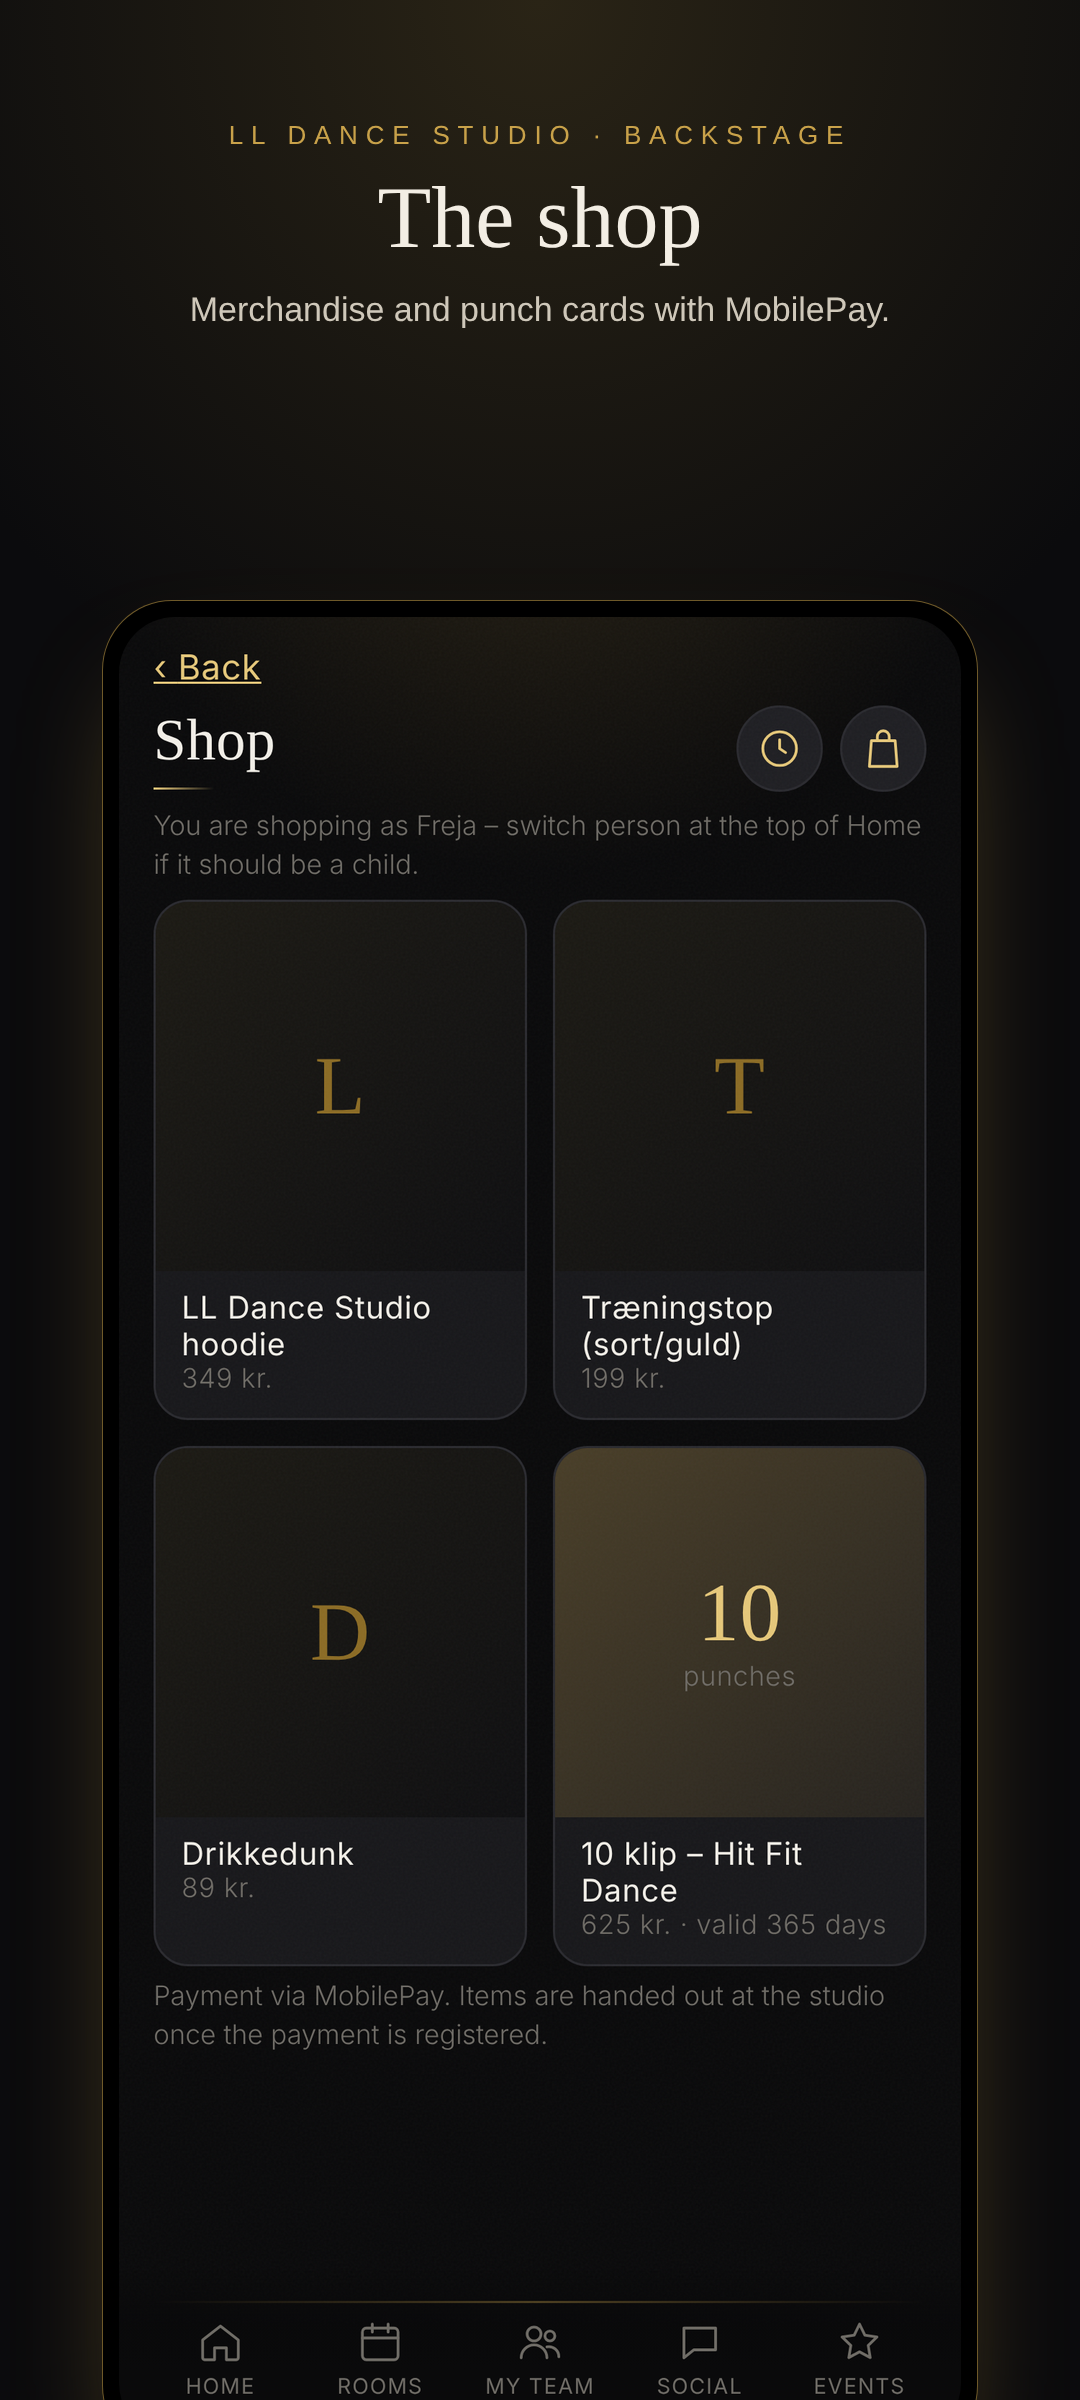 LL DANCE STUDIO · BACKSTAGE
The shop
Merchandise and punch cards with MobilePay.
‹ Back
Shop
You are shopping as Freja – switch person at the top of Home
if it should be a child.
L
T
LL Dance Studio
hoodie
349 kr.
Træningstop
(sort/guld)
199 kr.
D
10
punches
Drikkedunk
89 kr.
10 klip – Hit Fit
Dance
625 kr. · valid 365 days
Payment via MobilePay. Items are handed out at the studio
once the payment is registered.
HOME
ROOMS
MY TEAM
SOCIAL
EVENTS